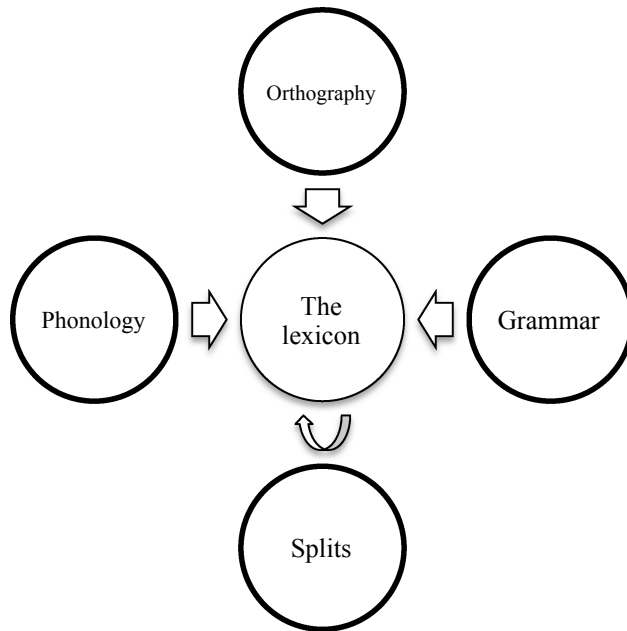 Orthography
Phonology
The
lexicon
Grammar
Splits